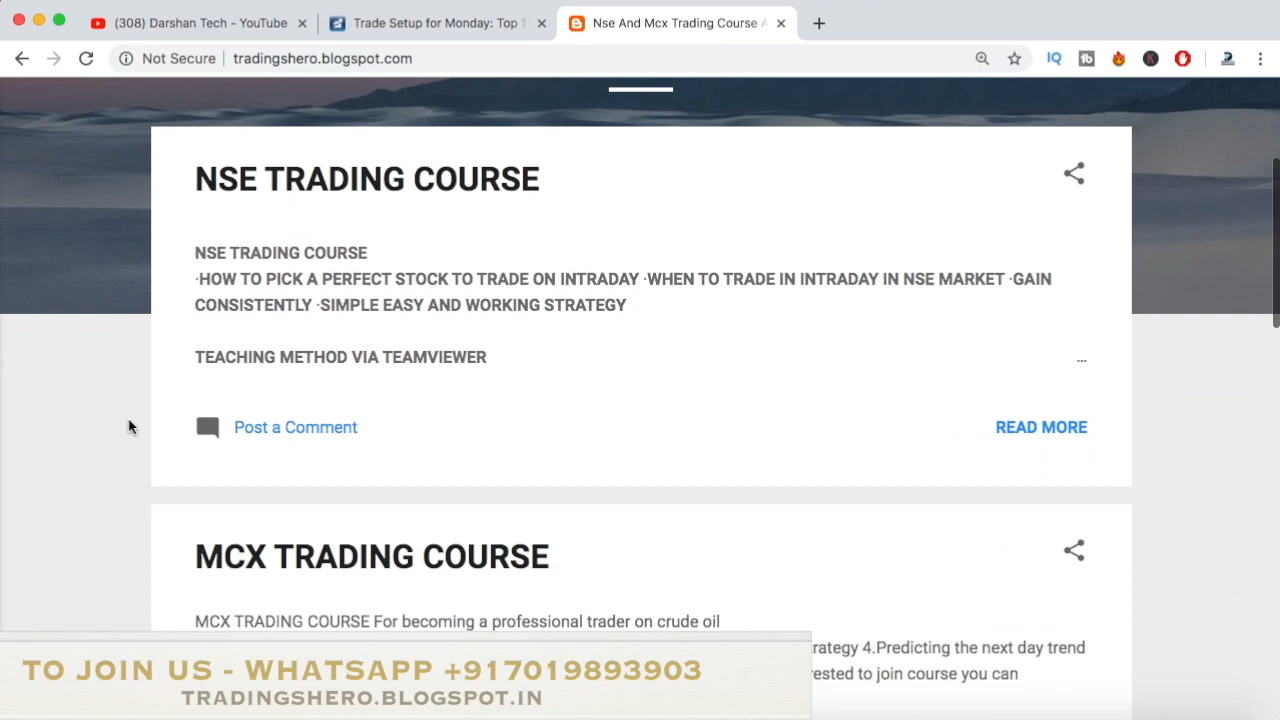 (308) Darshan Tech - YouTube
Trade Setup for Monday: Top 1
Nse And Mcx Trading Course A
Not Secure
tradingshero.blogspot.com
IQ
NSE TRADING COURSE
NSE TRADING COURSE
·HOW TO PICK A PERFECT STOCK TO TRADE ON INTRADAY ·WHEN TO TRADE IN INTRADAY IN NSE MARKET ·GAIN
CONSISTENTLY ·SIMPLE EASY AND WORKING STRATEGY
TEACHING METHOD VIA TEAMVIEWER ...
Post a Comment
READ MORE
MCX TRADING COURSE
MCX TRADING COURSE For becoming a professional trader on crude oil
rategy 4.Predicting the next day trend
ested to join course you can
TO JOIN US - WHATSAPP +917019893903
TRADINGSHERO.BLOGSPOT.IN